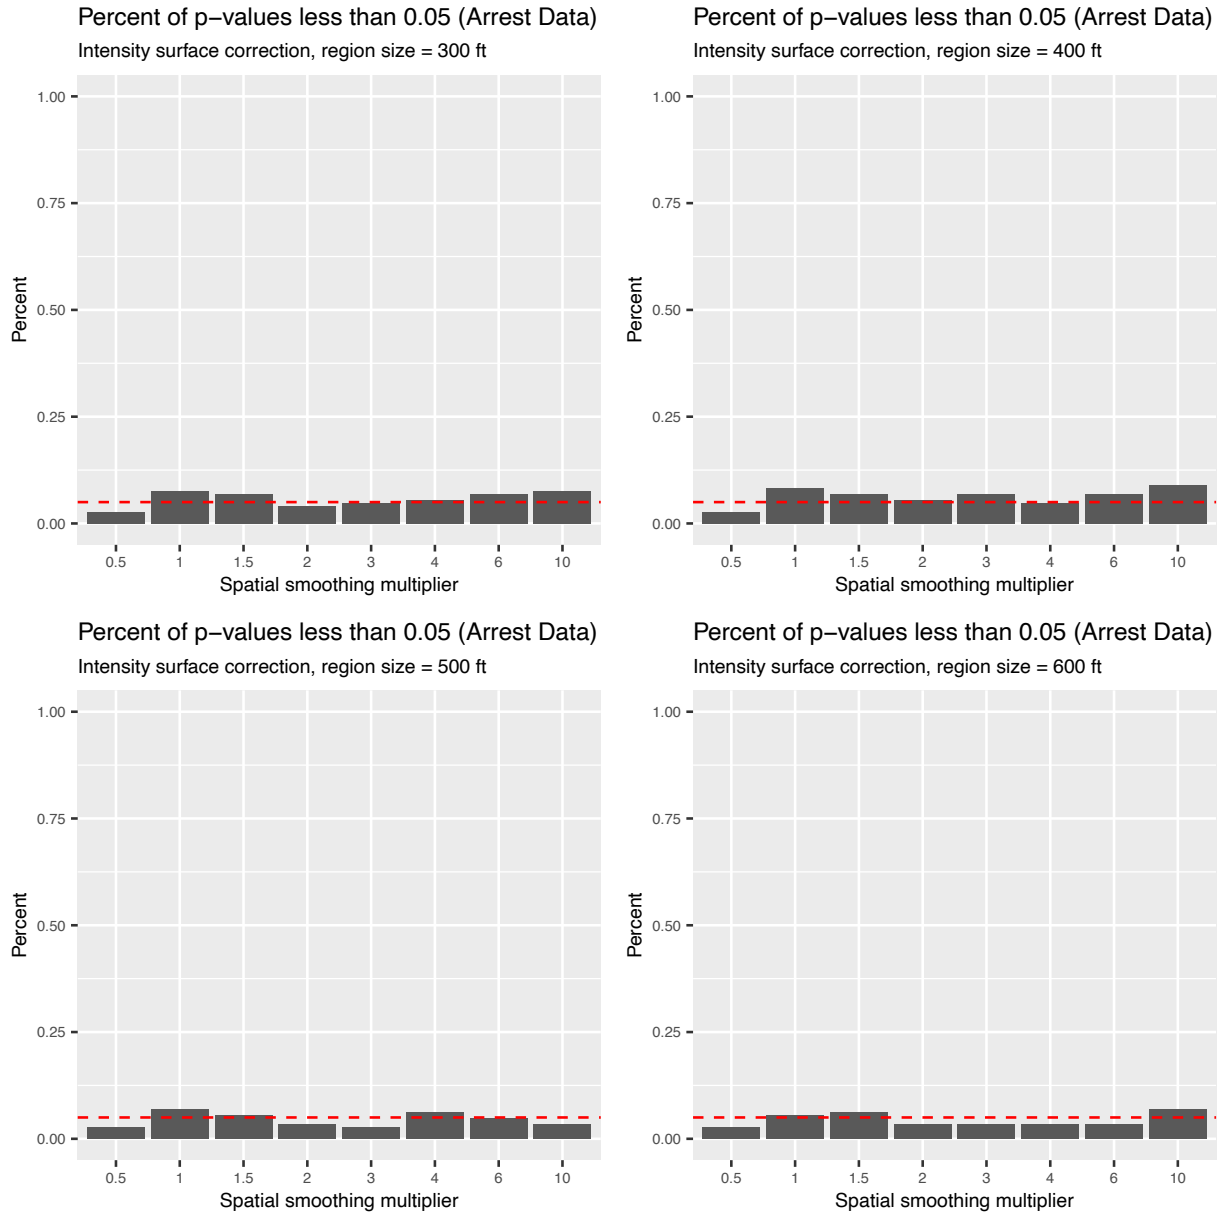 Percent of p−values less than 0.05 (Arrest Data)
Intensity surface correction, region size = 300 ft
1.00
0.75
0.50
0.25
0.00
Percent
0.5 1 1.5 2 3 4 6 10
Spatial smoothing multiplier
Percent of p−values less than 0.05 (Arrest Data)
Intensity surface correction, region size = 400 ft
1.00
0.75
0.50
0.25
0.00
Percent
0.5 1 1.5 2 3 4 6 10
Spatial smoothing multiplier
Percent of p−values less than 0.05 (Arrest Data)
Intensity surface correction, region size = 500 ft
1.00
0.75
0.50
0.25
0.00
Percent
0.5 1 1.5 2 3 4 6 10
Spatial smoothing multiplier
Percent of p−values less than 0.05 (Arrest Data)
Intensity surface correction, region size = 600 ft
1.00
0.75
0.50
0.25
0.00
Percent
0.5 1 1.5 2 3 4 6 10
Spatial smoothing multiplier